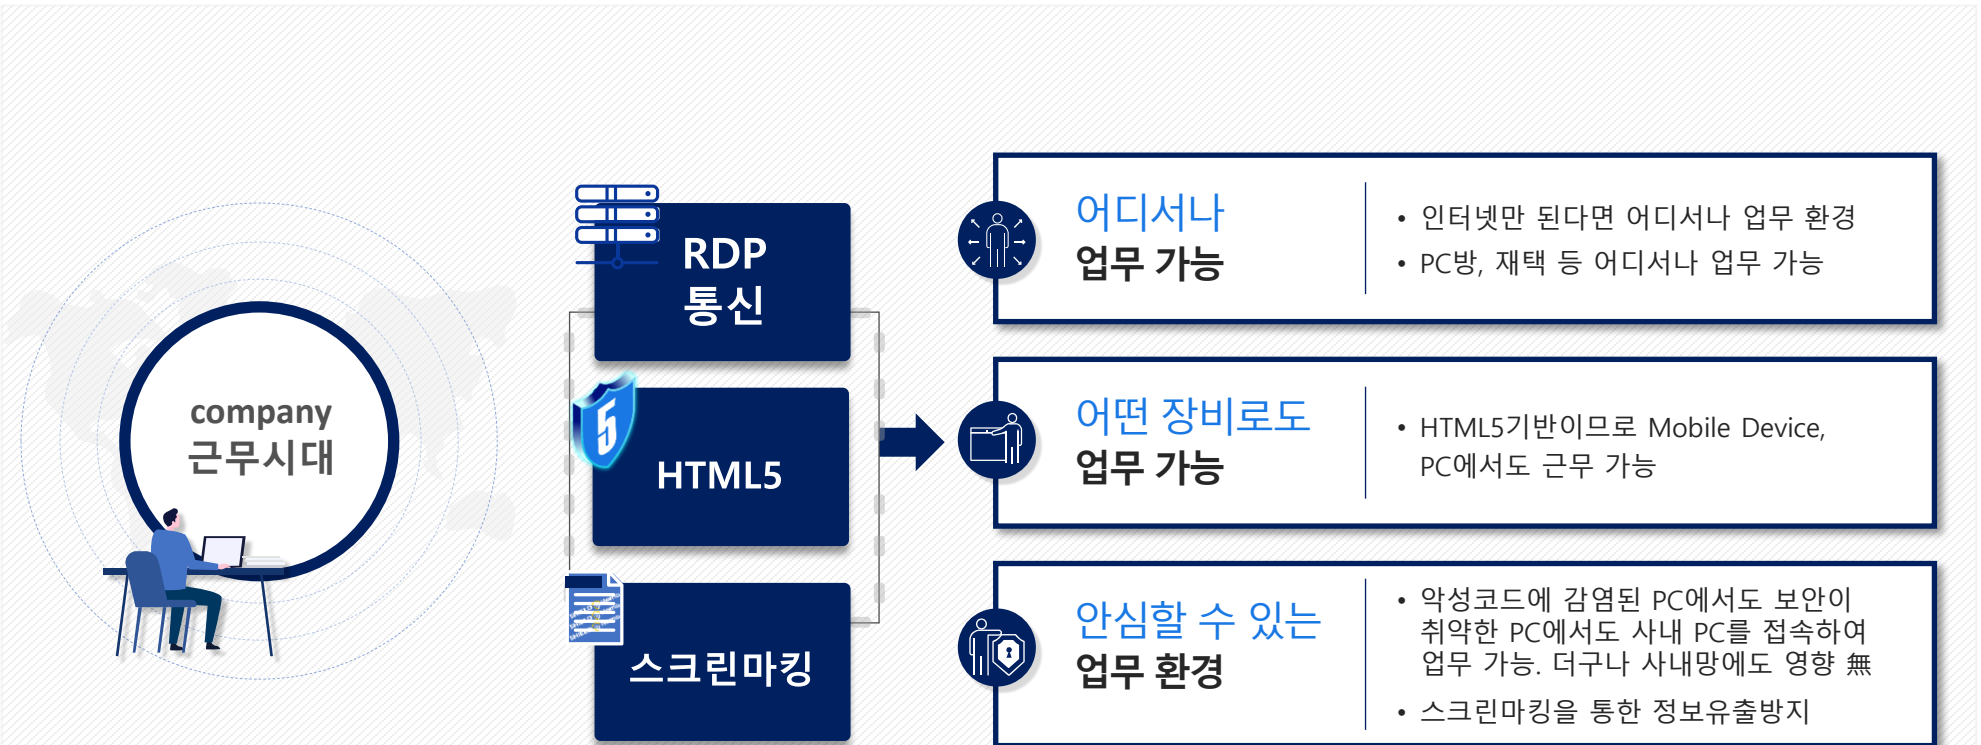 company
근무시대
RDP
통신
5
HTML5
스크린마킹
어디서나
업무 가능
• 인터넷만 된다면 어디서나 업무 환경
• PC방, 재택 등 어디서나 업무 가능
어떤 장비로도
업무 가능
• HTML5기반이므로 Mobile Device,
PC에서도 근무 가능
안심할 수 있는
업무 환경
• 악성코드에 감염된 PC에서도 보안이
취약한 PC에서도 사내 PC를 접속하여
업무 가능. 더구나 사내망에도 영향 無
• 스크린마킹을 통한 정보유출방지